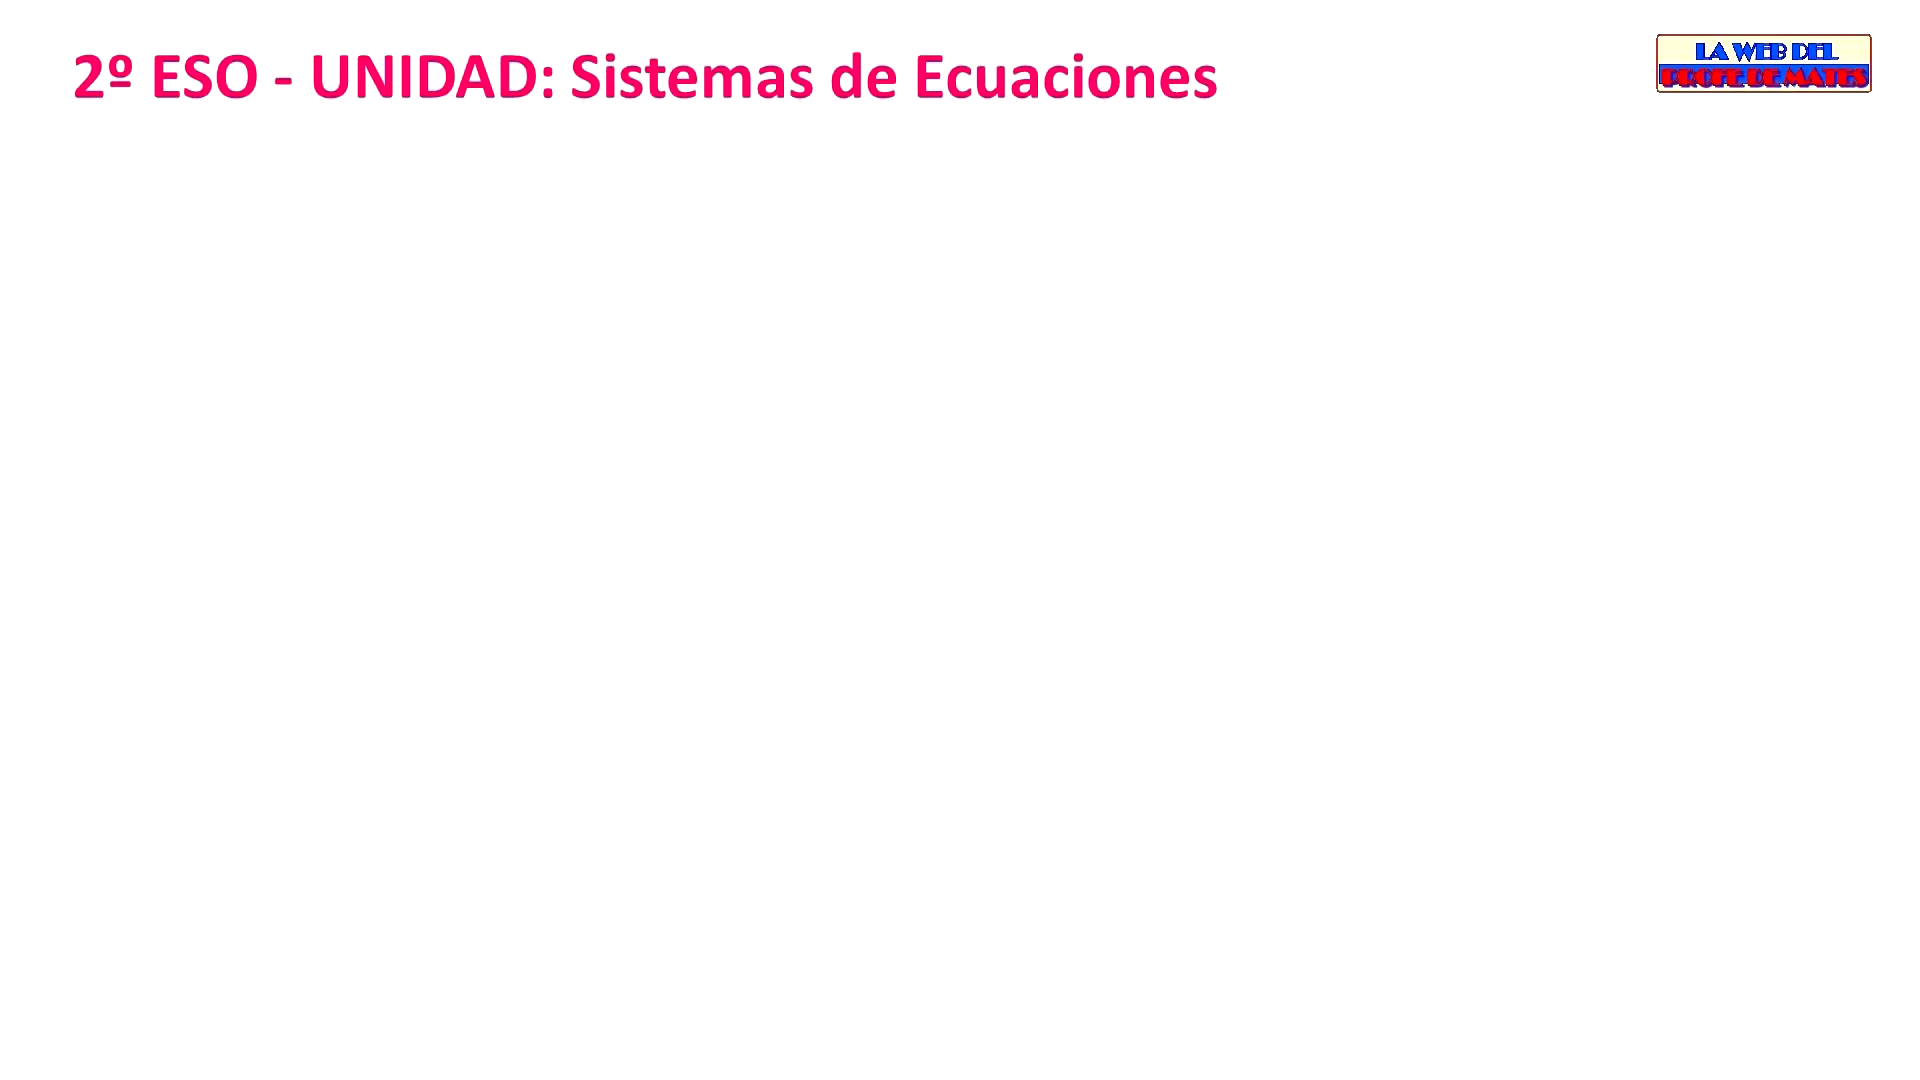 2º ESO - UNIDAD: Sistemas de Ecuaciones
LA WEB DEL
PROFE DE MATES